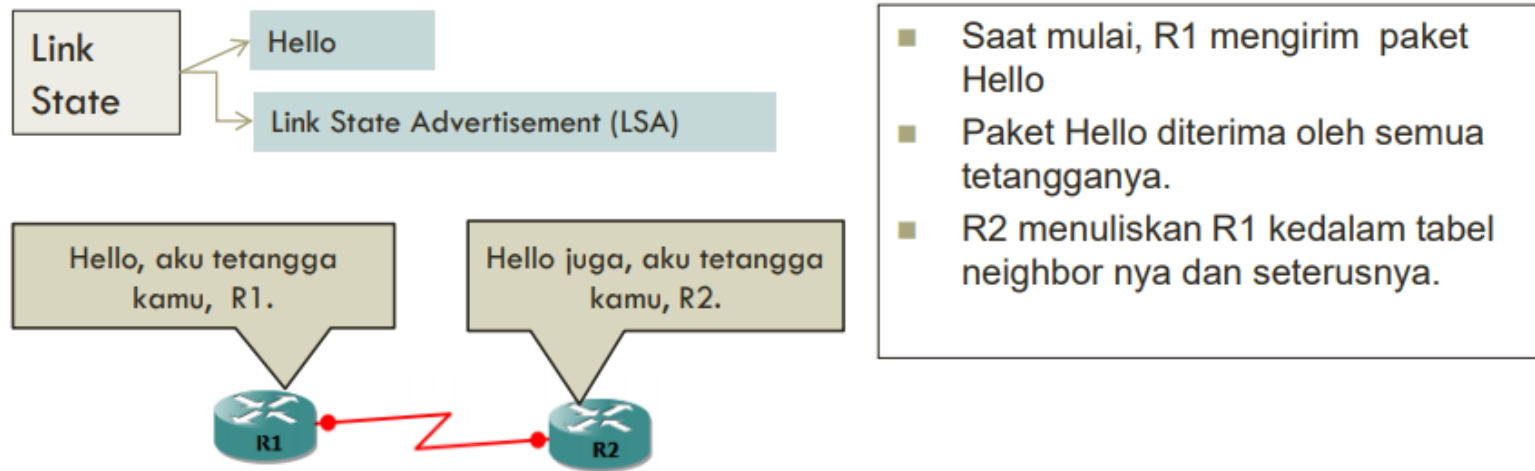 Link
State
Hello
Link State Advertisement (LSA)
Hello, aku tetangga
kamu, R1.
Hello juga, aku tetangga
kamu, R2.
R1
R2
Saat mulai, R1 mengirim paket
Hello
Paket Hello diterima oleh semua
tetangganya.
R2 menuliskan R1 kedalam tabel
neighbor nya dan seterusnya.